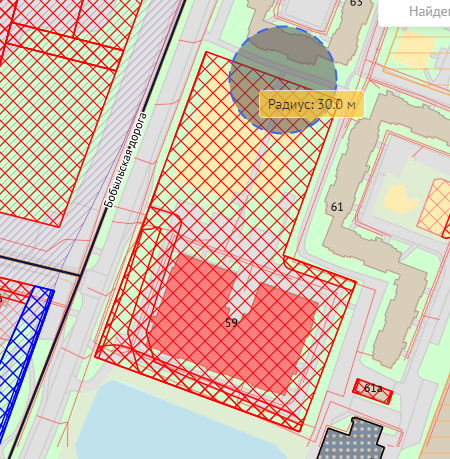 63
Найде
Радиус: 30.0 м
Бобыльская дорога
61
59
61а